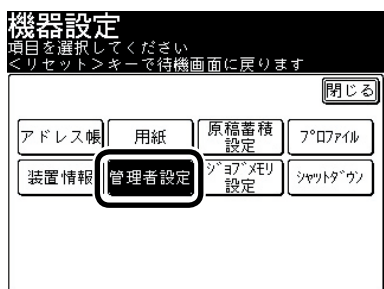 機器設定
項目を選択してください
<リセット>キーで待機画面に戻ります
閉じる
アドレス帳 用紙 原稿蓄積 プロファイル
設定
装置情報 管理者設定 ジョブメモリ シャットダウン
設定